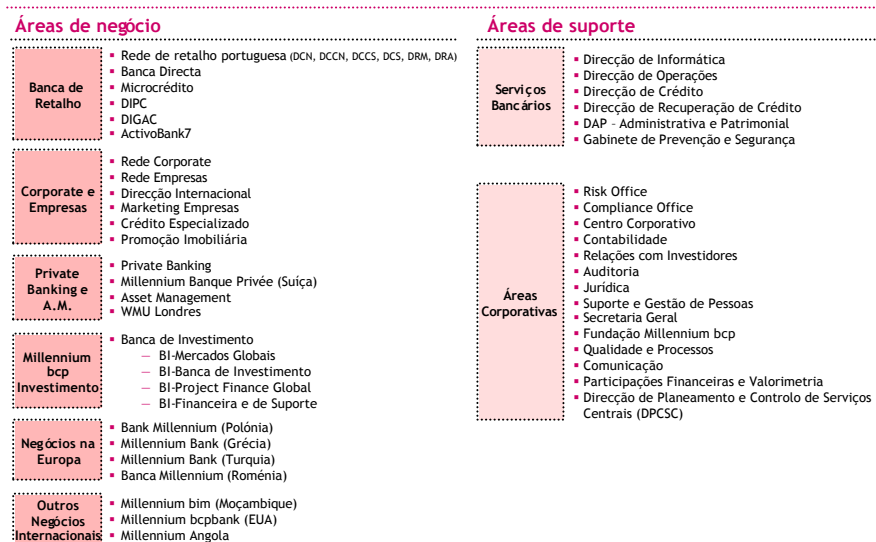 Áreas de negócio
Banca de
Retalho
Rede de retalho portuguesa (DCN, DCCN, DCCS, DCS, DRM, DRA)
Banca Directa
Microcrédito
DIPC
DIGAC
ActivoBank7
Corporate e
Empresas
Rede Corporate
Rede Empresas
Direcção Internacional
Marketing Empresas
Crédito Especializado
Promoção Imobiliária
Private
Banking e
A.M.
Private Banking
Millennium Banque Privée (Suíça)
Asset Management
WMU Londres
Millennium
bcp
Investimento
Banca de Investimento
— BI-Mercados Globais
— BI-Banca de Investimento
— BI-Project Finance Global
— BI-Financeira e de Suporte
Negócios na
Europa
Bank Millennium (Polónia)
Millennium Bank (Grécia)
Millennium Bank (Turquia)
Banca Millennium (Roménia)
Outros
Negócios
Internacionais
Millennium bim (Moçambique)
Millennium bcpbank (EUA)
Millennium Angola
Áreas de suporte
Serviços
Bancários
Direcção de Informática
Direcção de Operações
Direcção de Crédito
Direcção de Recuperação de Crédito
DAP – Administrativa e Patrimonial
Gabinete de Prevenção e Segurança
Áreas
Corporativas
Risk Office
Compliance Office
Centro Corporativo
Contabilidade
Relações com Investidores
Auditoria
Jurídica
Suporte e Gestão de Pessoas
Secretaria Geral
Fundação Millennium bcp
Qualidade e Processos
Comunicação
Participações Financeiras e Valorimetria
Direcção de Planeamento e Controlo de Serviços
Centrais (DPCSC)